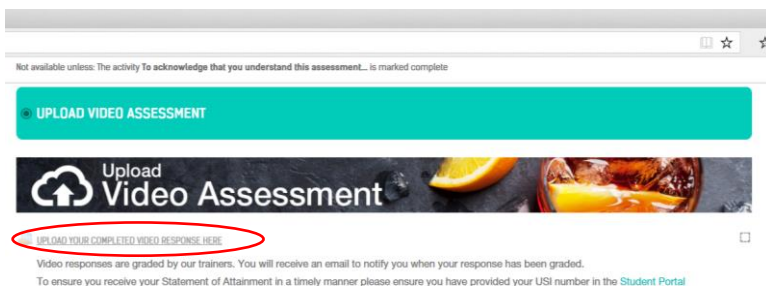 Not available unless: The activity To acknowledge that you understand this assessment... is marked complete
UPLOAD VIDEO ASSESSMENT
Upload
Video Assessment
UPLOAD YOUR COMPLETED VIDEO RESPONSE HERE
Video responses are graded by our trainers. You will receive an email to notify you when your response has been graded.
To ensure you receive your Statement of Attainment in a timely manner please ensure you have provided your USI number in the Student Portal